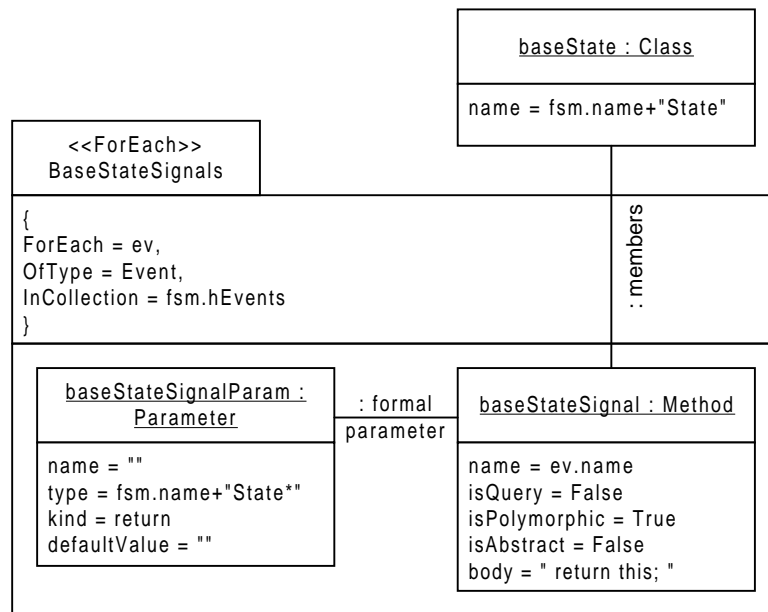 baseState : Class
name = fsm.name+"State"
<<ForEach>>
BaseStateSignals
{
ForEach = ev,
OfType = Event,
InCollection = fsm.hEvents
}
: members
baseStateSignalParam :
Parameter
name = ""
type = fsm.name+"State*"
kind = return
defaultValue = ""
: formal
parameter
baseStateSignal : Method
name = ev.name
isQuery = False
isPolymorphic = True
isAbstract = False
body = " return this; "